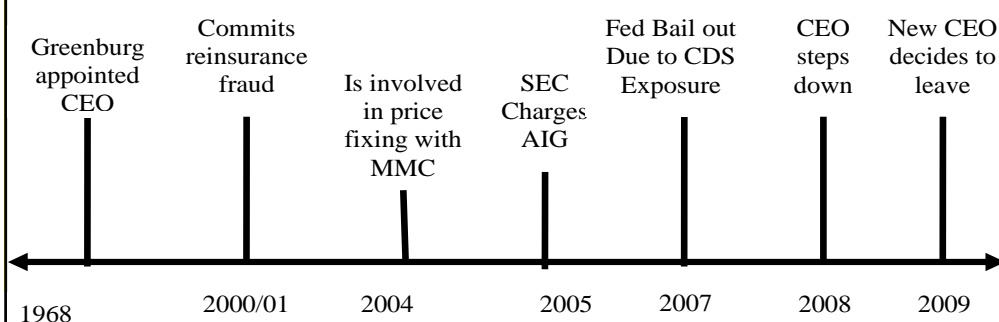 Greenburg
appointed
CEO
Commits
reinsurance
fraud
Is involved
in price
fixing with
MMC
SEC
Charges
AIG
Fed Bail out
Due to CDS
Exposure
CEO
steps
down
New CEO
decides to
leave
1968
2000/01
2004
2005
2007
2008
2009